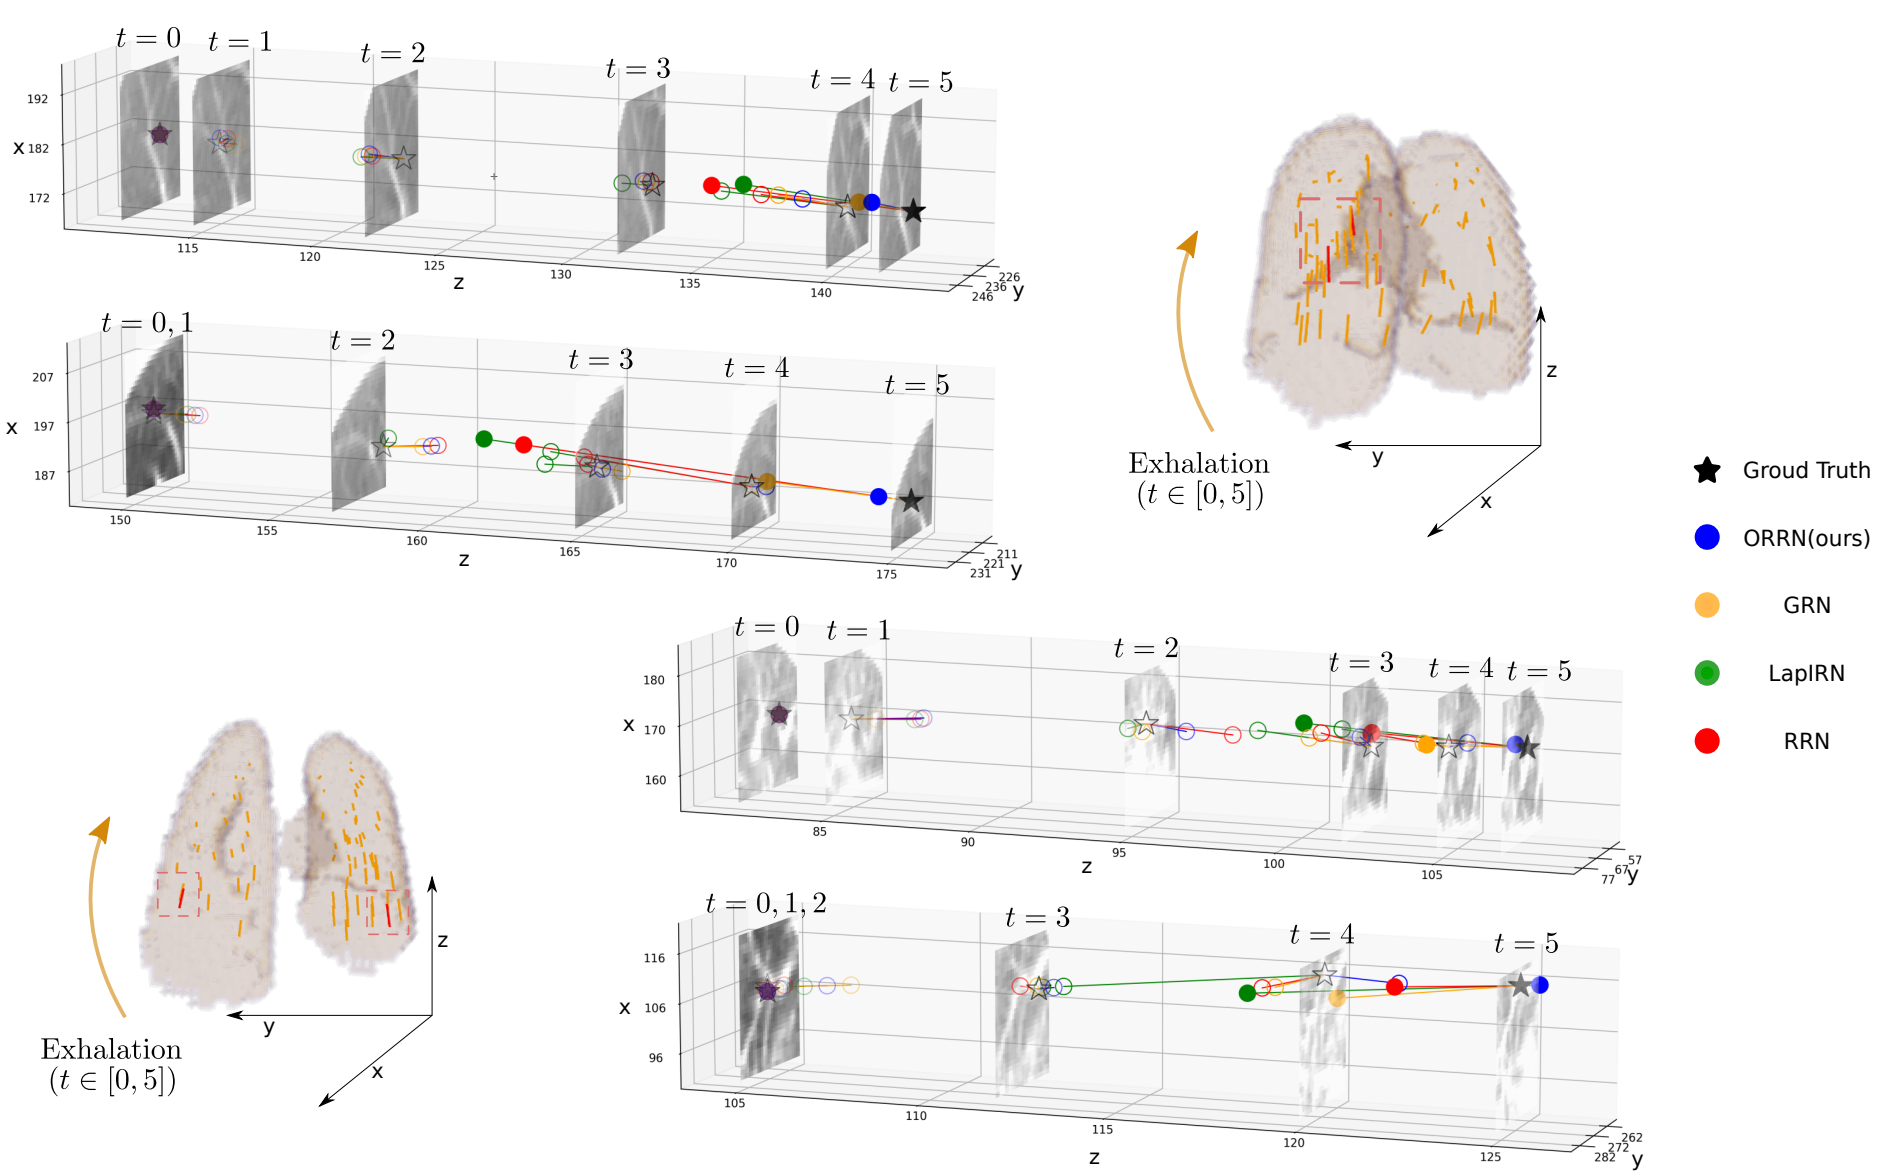 t = 0
t = 1
t = 2
t = 3
t = 4
t = 5
192
182
172
x
115
120
125
130
135
140
z
226
236
246
y
t = 0, 1
t = 2
t = 3
t = 4
t = 5
207
197
187
x
150
155
160
165
170
175
z
211
221
231
y
Exhalation
(t ∈ [0, 5])
z
y
x
Groud Truth
ORRN(ours)
GRN
LapIRN
RRN
t = 0
t = 1
t = 2
t = 3
t = 4
t = 5
180
170
160
x
85
90
95
100
105
z
57
67
77
y
t = 0, 1, 2
t = 3
t = 4
t = 5
116
106
96
x
105
110
115
120
125
z
262
272
282
y
Exhalation
(t ∈ [0, 5])
z
y
x